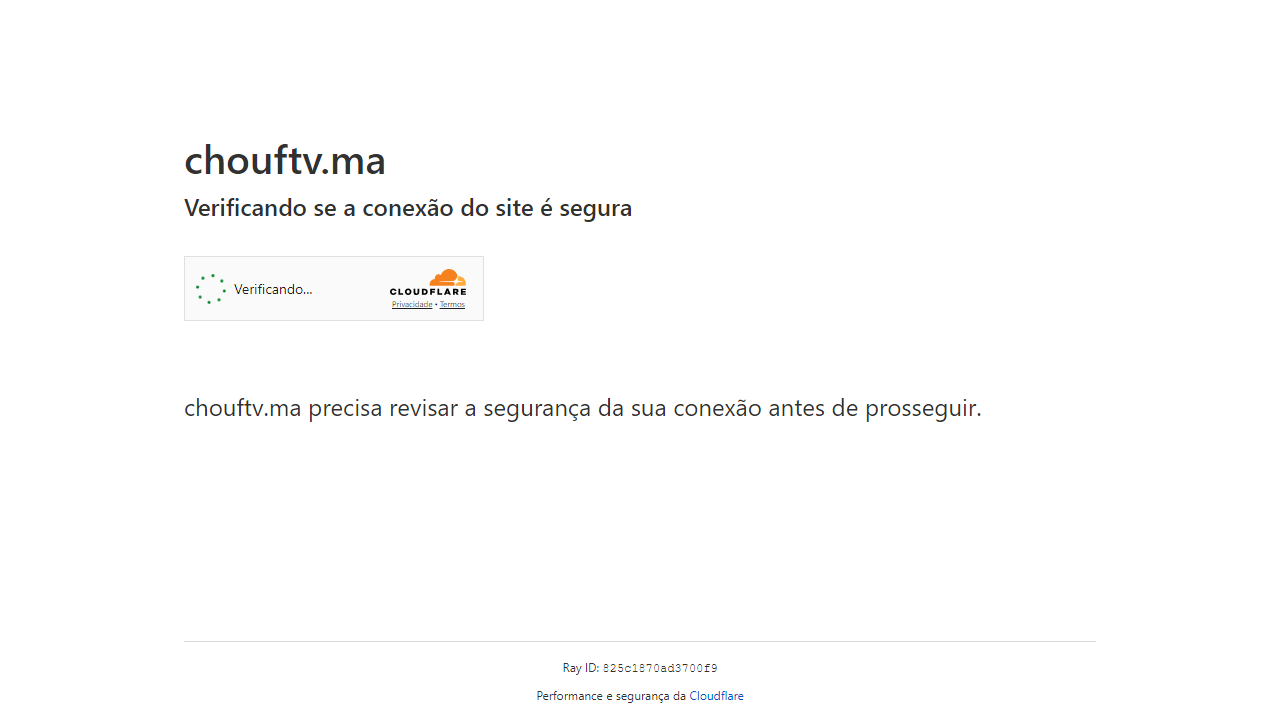 chouftv.ma
Verificando se a conexão do site é segura
Verificando...
CLOUDFLARE
Privacidade • Termos
chouftv.ma precisa revisar a segurança da sua conexão antes de prosseguir.
Ray ID: 825c1870ad3700f9
Performance e segurança da Cloudflare